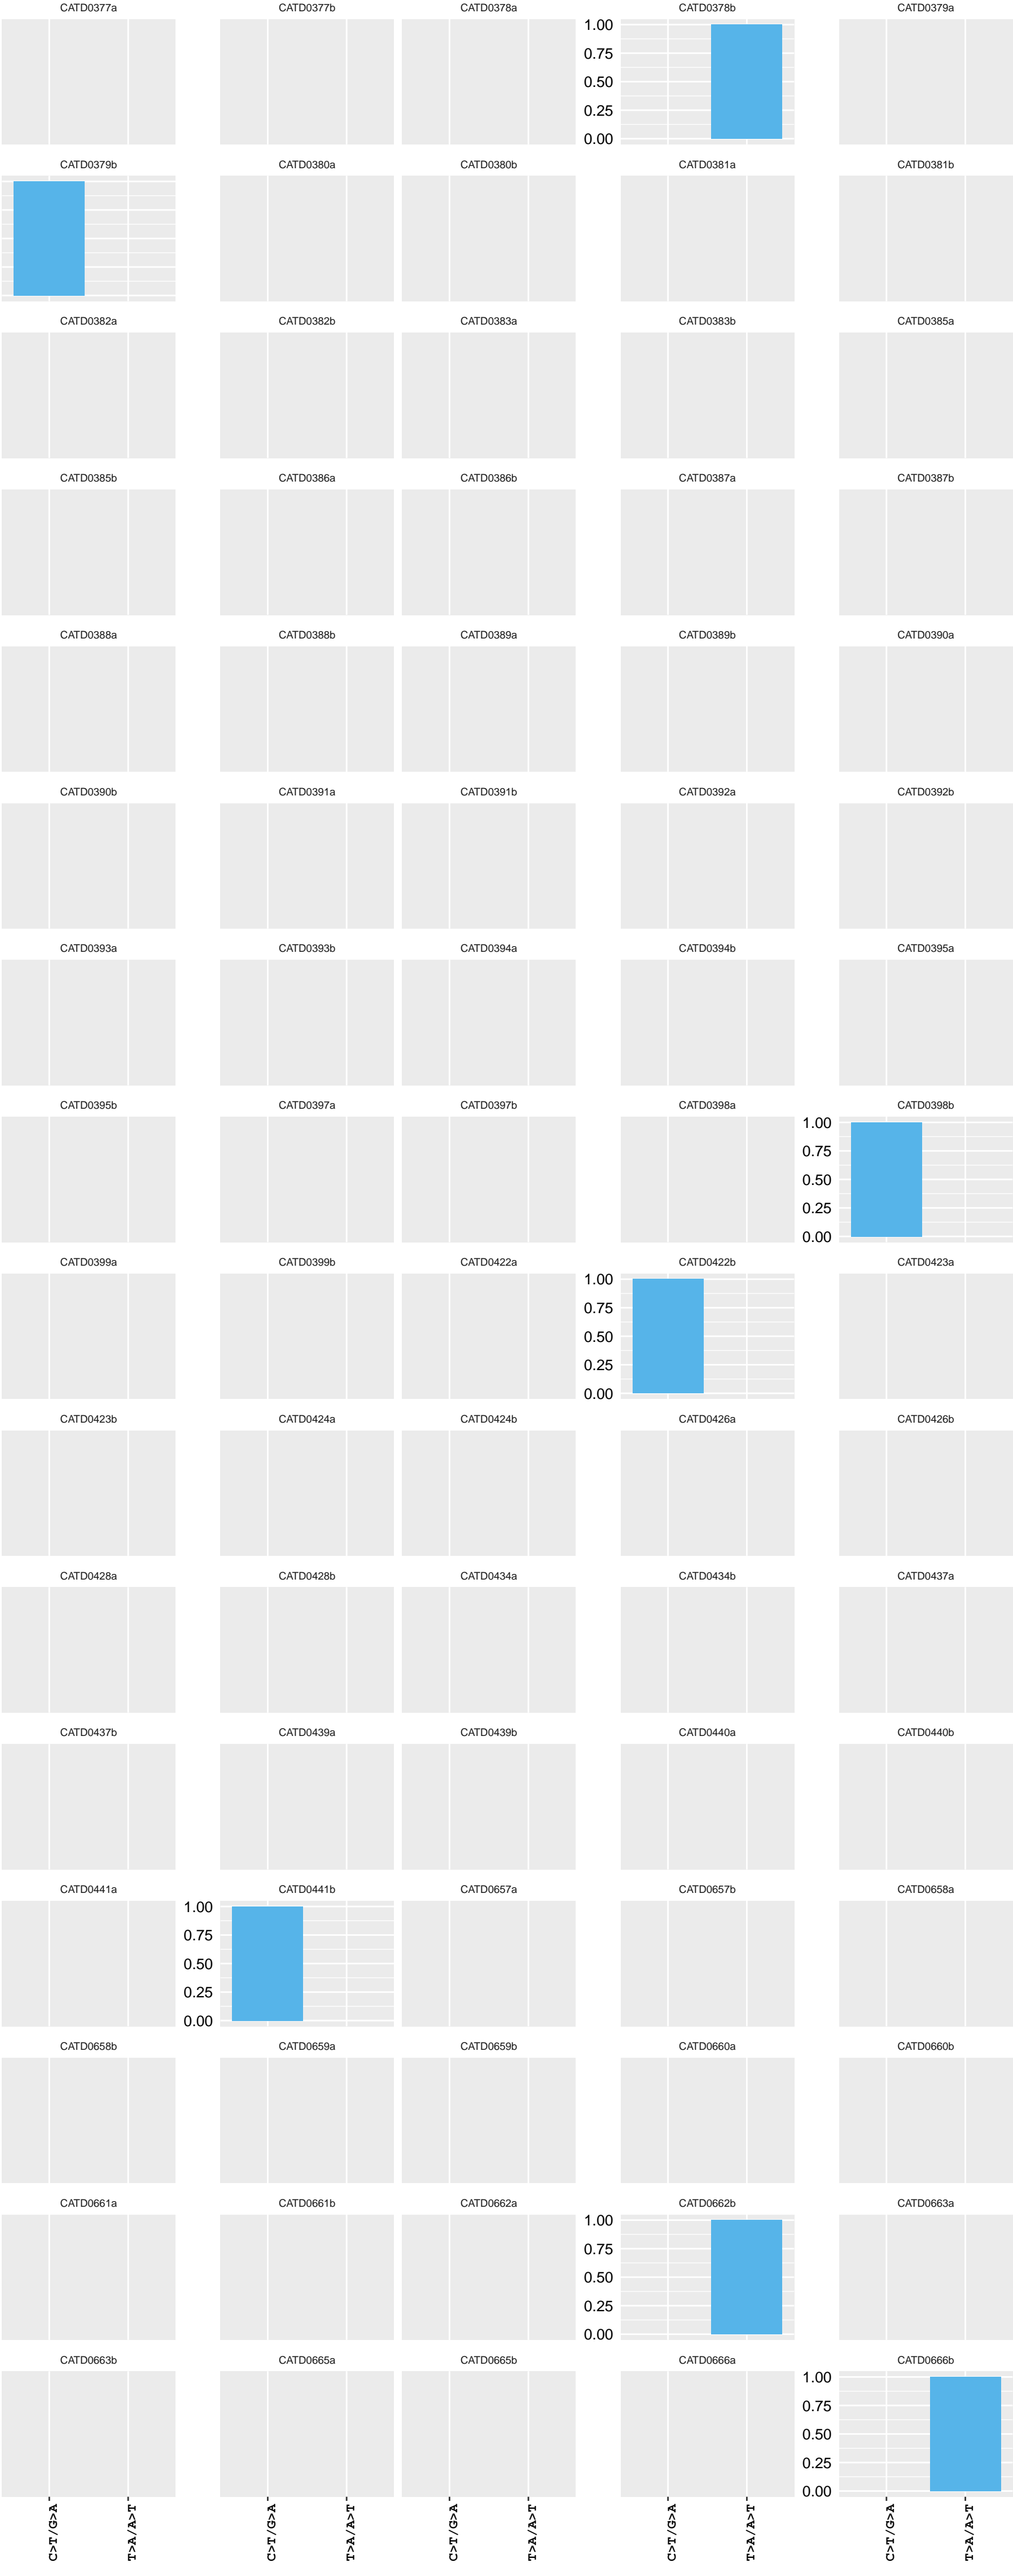 CATD0377a CATD0377b CATD0378a CATD0378b CATD0379a
1.00
0.75
0.50
0.25
0.00
CATD0379b CATD0380a CATD0380b CATD0381a CATD0381b
CATD0382a CATD0382b CATD0383a CATD0383b CATD0385a
CATD0385b CATD0386a CATD0386b CATD0387a CATD0387b
CATD0388a CATD0388b CATD0389a CATD0389b CATD0390a
CATD0390b CATD0391a CATD0391b CATD0392a CATD0392b
CATD0393a CATD0393b CATD0394a CATD0394b CATD0395a
CATD0395b CATD0397a CATD0397b CATD0398a CATD0398b
1.00
0.75
0.50
0.25
0.00
CATD0399a CATD0399b CATD0422a CATD0422b CATD0423a
1.00
0.75
0.50
0.25
0.00
CATD0423b CATD0424a CATD0424b CATD0426a CATD0426b
CATD0428a CATD0428b CATD0434a CATD0434b CATD0437a
CATD0437b CATD0439a CATD0439b CATD0440a CATD0440b
CATD0441a CATD0441b CATD0657a CATD0657b CATD0658a
1.00
0.75
0.50
0.25
0.00
CATD0658b CATD0659a CATD0659b CATD0660a CATD0660b
CATD0661a CATD0661b CATD0662a CATD0662b CATD0663a
1.00
0.75
0.50
0.25
0.00
CATD0663b CATD0665a CATD0665b CATD0666a CATD0666b
1.00
0.75
0.50
0.25
0.00
C>T/G>A
T>A/A>T
C>T/G>A
T>A/A>T
C>T/G>A
T>A/A>T
C>T/G>A
T>A/A>T
C>T/G>A
T>A/A>T